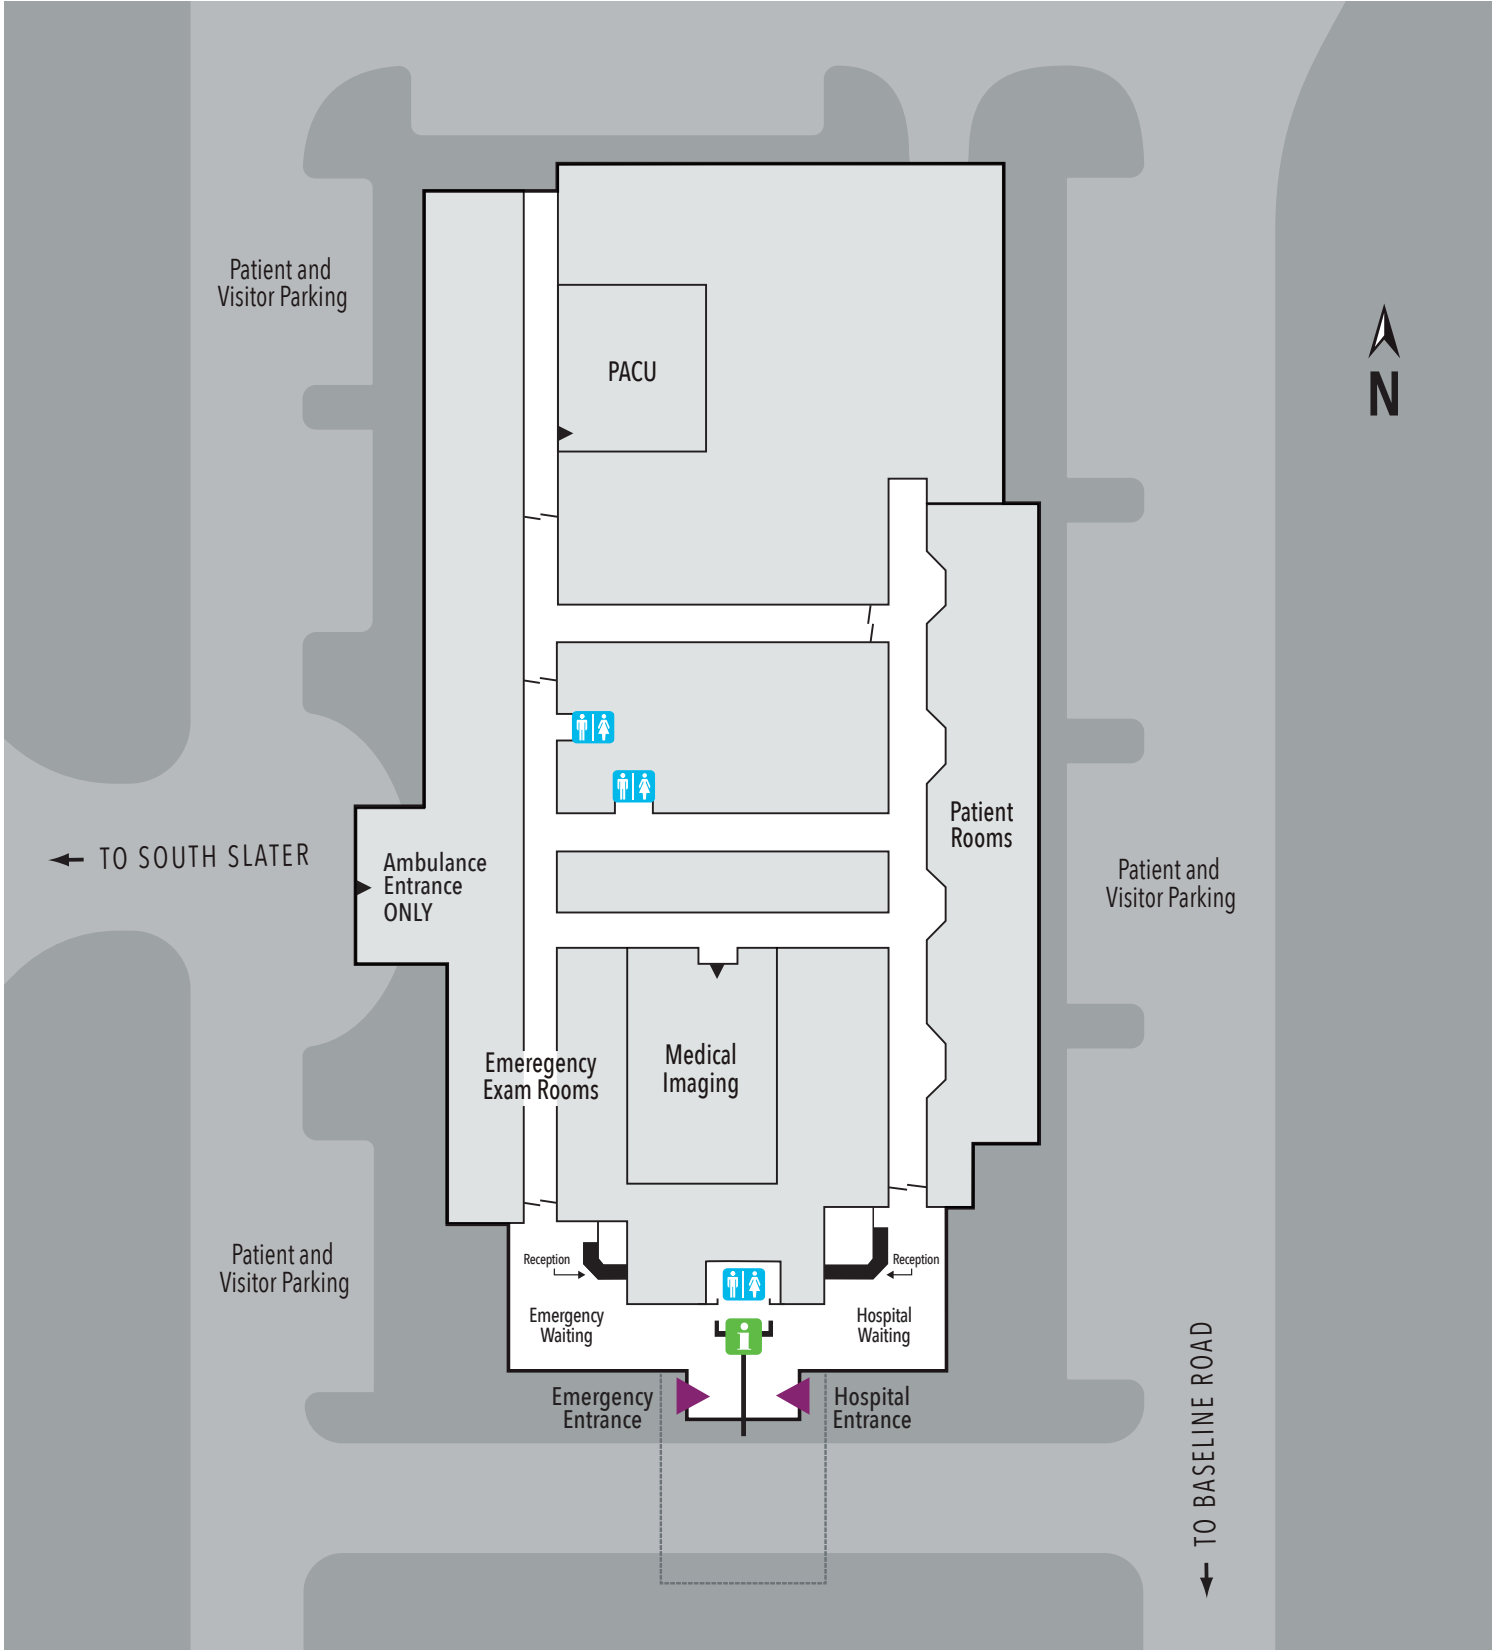 Patient and
Visitor Parking
N
PACU
Patient
Rooms
TO SOUTH SLATER
Ambulance
Entrance
ONLY
Patient and
Visitor Parking
Emeregency
Exam Rooms
Medical
Imaging
Patient and
Visitor Parking
Reception
Reception
Emergency
Waiting
Hospital
Waiting
i
Emergency
Entrance
Hospital
Entrance
TO BASELINE ROAD